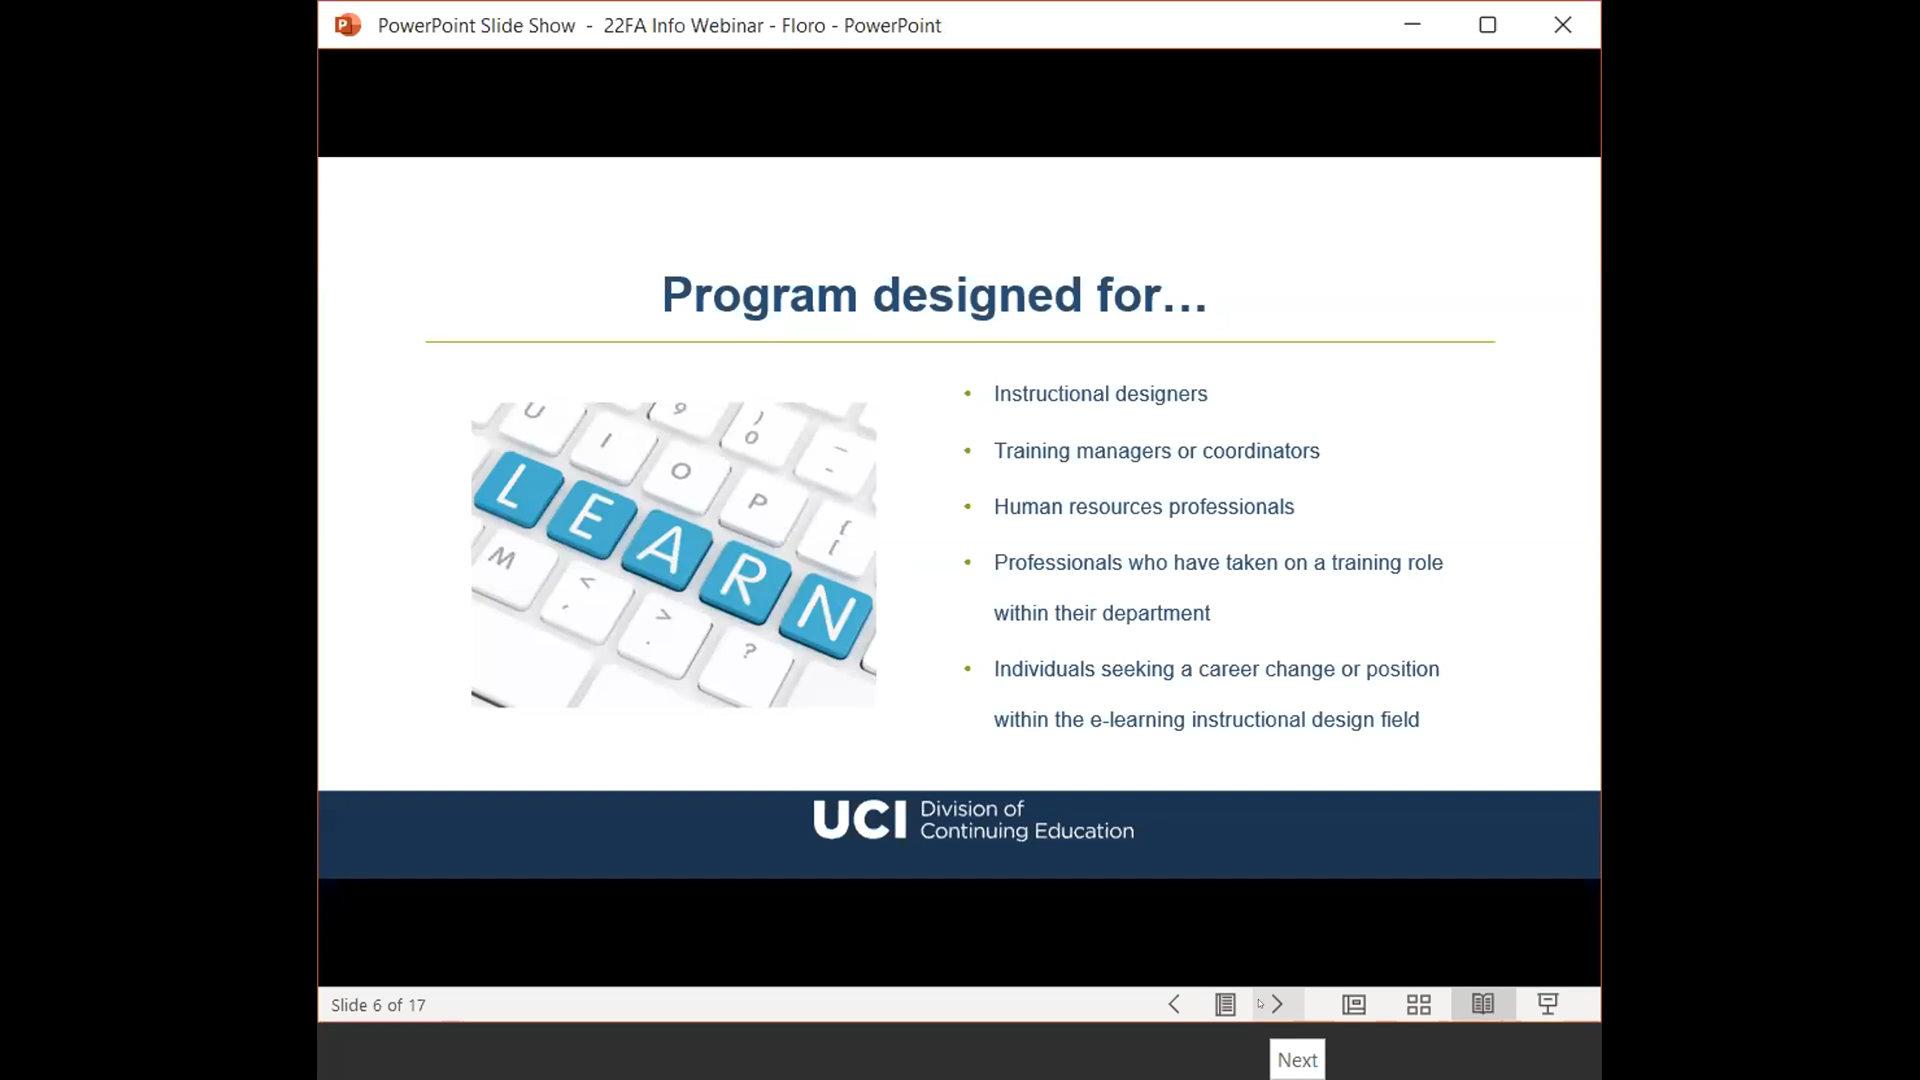 PowerPoint Slide Show - 22FA Info Webinar - Floro - PowerPoint
Program designed for…
U
9
)
0
_
-
I
O
P
{
[
L E A R N
M
<
,
>
.
?
• Instructional designers
• Training managers or coordinators
• Human resources professionals
• Professionals who have taken on a training role
within their department
• Individuals seeking a career change or position
within the e-learning instructional design field
UCI
Division of
Continuing Education
Slide 6 of 17
Next